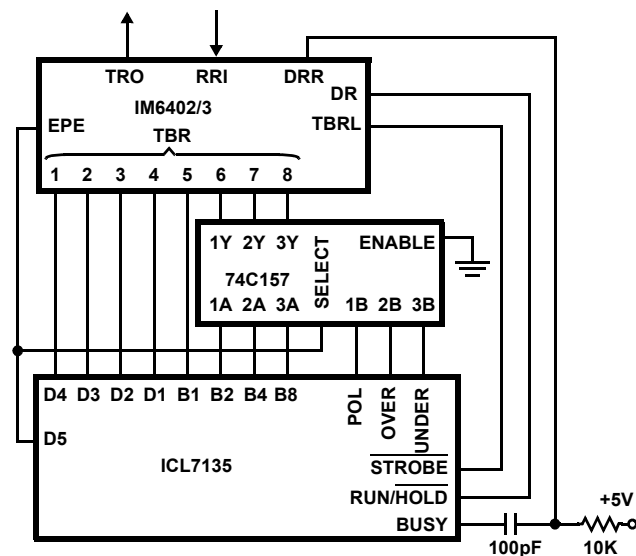 TRO RRI DRR
DR
IM6402/3
TBRL
EPE
TBR
1 2 3 4 5 6 7 8
1Y 2Y 3Y
SELECT
ENABLE
74C157
1A 2A 3A
1B 2B 3B
D4 D3 D2 D1 B1 B2 B4 B8
POL
OVER
UNDER
D5
ICL7135
STROBE
RUN/HOLD
+5V
BUSY
100pF
10K